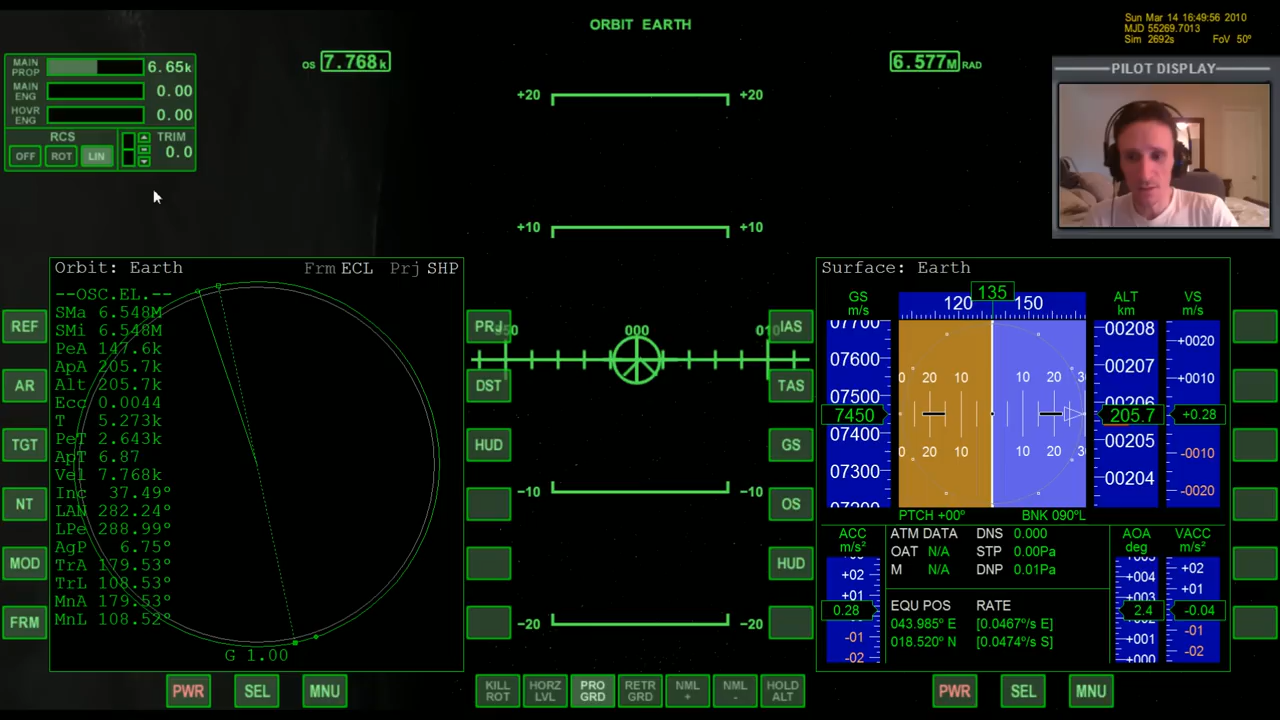 ORBIT EARTH
Sun Mar 14 16:49:56 2010
MJD 55269.7013
Sim 2692s FoV 50°
OS 7.768k
6.577M RAD
PILOT DISPLAY
MAIN PROP 6.65k
MAIN ENG 0.00
HOVR ENG 0.00
RCS TRIM
OFF ROT LIN 0.0
+20 +20
+10 +10
000 010
-10 -10
-20 -20
Orbit: Earth Frm ECL Prj SHP
--OSC.EL.--
SMa 6.548M
SMi 6.548M
PeA 147.6k
ApA 205.7k
Alt 205.7k
Ecc 0.0044
T 5.273k
PeT 2.643k
ApT 6.87
Vel 7.768k
Inc 37.49°
LAN 282.24°
LPe 288.99°
AgP 6.75°
TrA 179.53°
TrL 108.53°
MnA 179.53°
MnL 108.52°
G 1.00
REF
AR
TGT
NT
MOD
FRM
PRJ
DST
HUD
PWR SEL MNU
KILL ROT
HORZ LVL
PRO GRD
RETR GRD
NML +
NML -
HOLD ALT
IAS
TAS
GS
OS
HUD
Surface: Earth
GS m/s
135
120 150
ALT km
VS m/s
07700
07600
07500
7450
07400
07300
07200
10 20 10 20
10 20 10 20
00208
00207
00206
205.7
00205
00204
+0020
+0010
+0.28
-0010
-0020
PTCH +00° BNK 090°L
ACC m/s²
+02
+01
0.28
-01
-02
ATM DATA DNS 0.000
OAT N/A STP 0.00Pa
M N/A DNP 0.01Pa
EQU POS RATE
043.985° E [0.0467°/s E]
018.520° N [0.0474°/s S]
AOA deg
+004
+003
2.4
+001
+000
VACC m/s²
+02
+01
-0.04
-01
-02
PWR SEL MNU